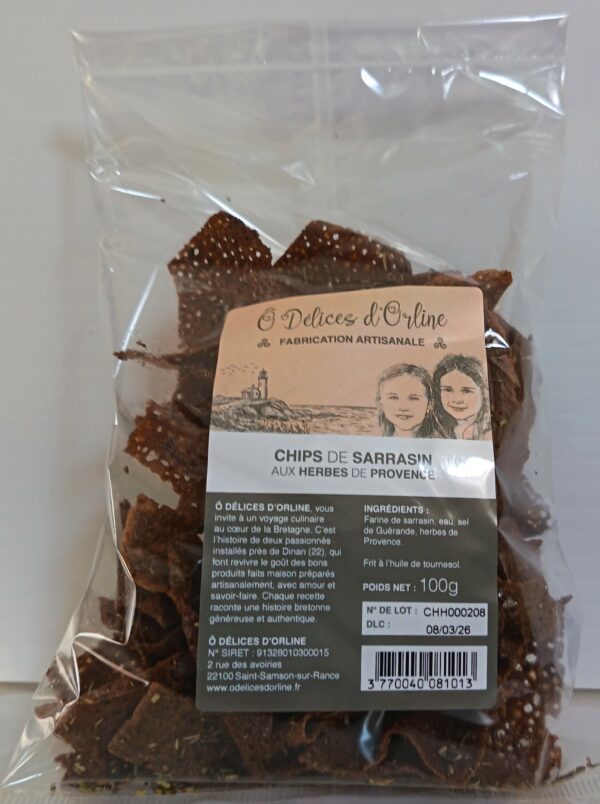 Ô Délices d'Orline
FABRICATION ARTISANALE
CHIPS DE SARRASIN
AUX HERBES DE PROVENCE
Ô DÉLICES D'ORLINE, vous
invite à un voyage culinaire
au cœur de la Bretagne. C'est
l'histoire de deux passionnés
installés près de Dinan (22), qui
font revivre le goût des bons
produits faits maison préparés
artisanalement, avec amour et
savoir-faire. Chaque recette
raconte une histoire bretonne
généreuse et authentique.
Ô DÉLICES D'ORLINE
N° SIRET : 91328010300015
2 rue des avoiries
22100 Saint-Samson-sur-Rance
www.odelicesdorline.fr
INGRÉDIENTS :
Farine de sarrasin, eau, sel
de Guérande, herbes de
Provence.
Frit à l'huile de tournesol.
POIDS NET : 100g
N° DE LOT : CHH000208
DLC : 08/03/26
3 770040 081013